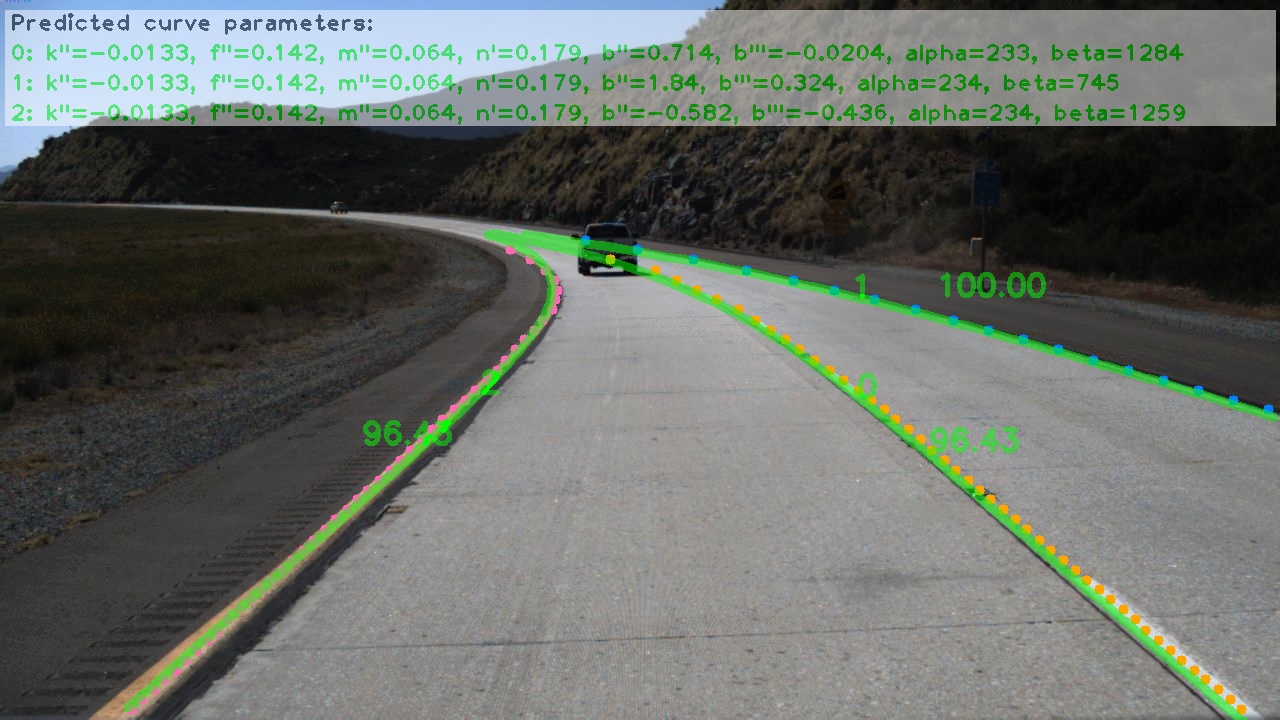 Predicted curve parameters:
0: k''=-0.0133, f''=0.142, m''=0.064, n'=0.179, b''=0.714, b'''=-0.0204, alpha=233, beta=1284
1: k''=-0.0133, f''=0.142, m''=0.064, n'=0.179, b''=1.84, b'''=0.324, alpha=234, beta=745
2: k''=-0.0133, f''=0.142, m''=0.064, n'=0.179, b''=-0.582, b'''=-0.436, alpha=234, beta=1259
1 100.00
2
0
96.43
96.43